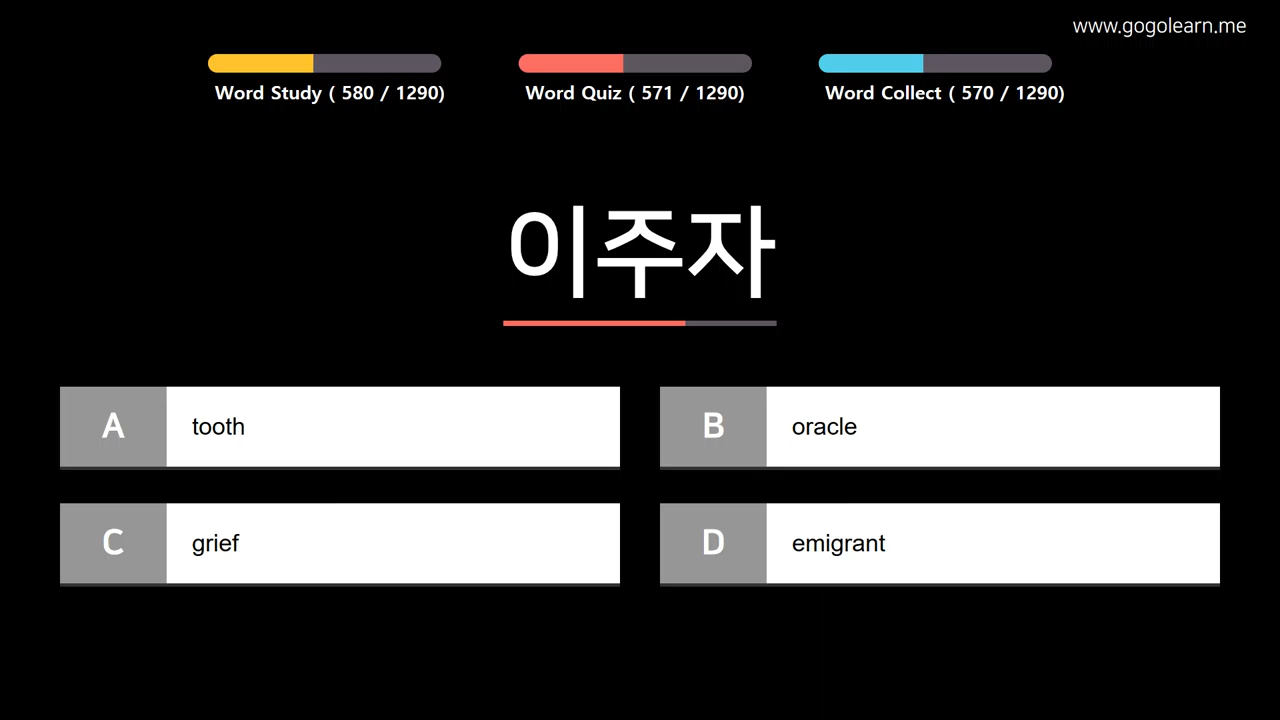 www.gogolearn.me
Word Study ( 580 / 1290)
Word Quiz ( 571 / 1290)
Word Collect ( 570 / 1290)
이주자
A tooth
B oracle
C grief
D emigrant